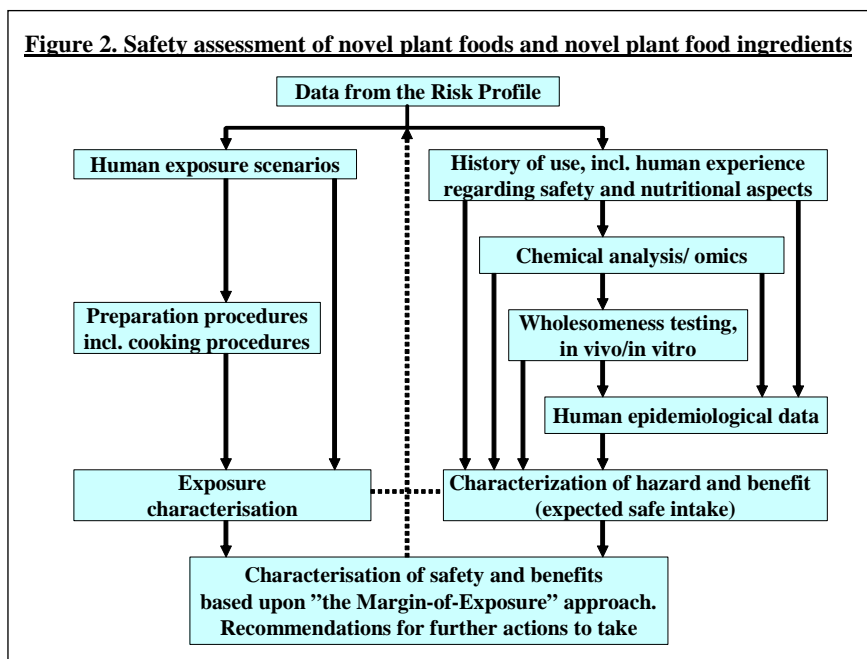 Figure 2. Safety assessment of novel plant foods and novel plant food ingredients
Data from the Risk Profile
Human exposure scenarios
History of use, incl. human experience
regarding safety and nutritional aspects
Chemical analysis/ omics
Preparation procedures
incl. cooking procedures
Wholesomeness testing,
in vivo/in vitro
Human epidemiological data
Exposure
characterisation
Characterization of hazard and benefit
(expected safe intake)
Characterisation of safety and benefits
based upon ”the Margin-of-Exposure” approach.
Recommendations for further actions to take